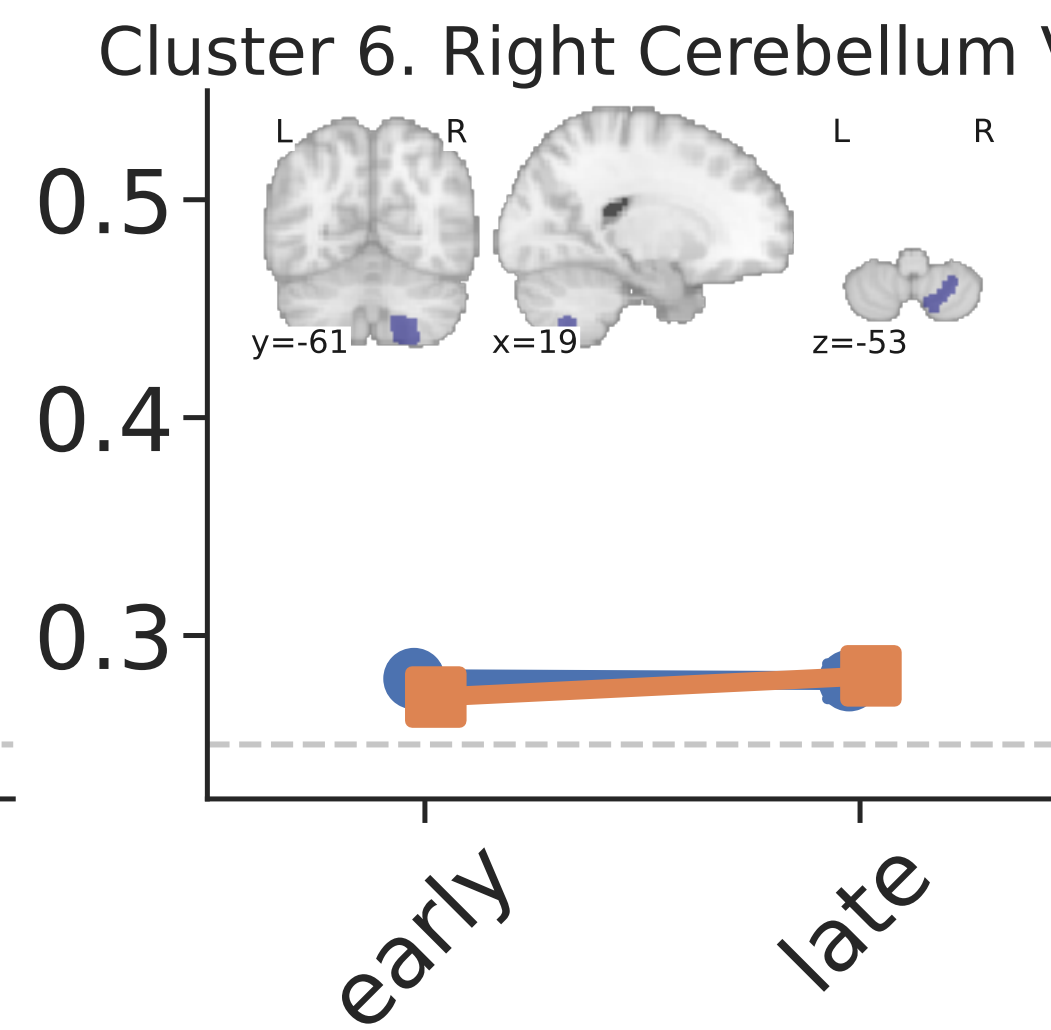 Cluster 6. Right Cerebellum
L R L R
0.5
y=-61 x=19 z=-53
0.4
0.3
early late